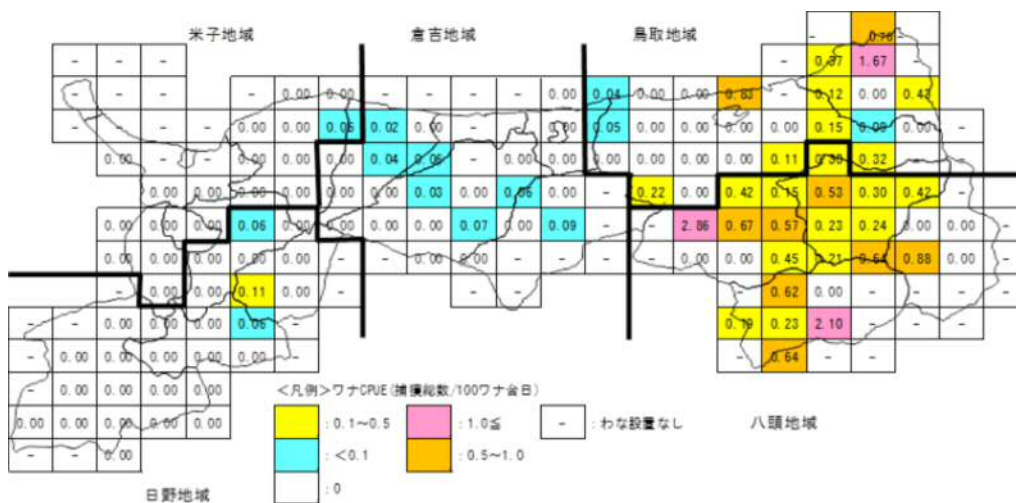 米子地域 倉吉地域 鳥取地域
- 0.76 -
- - - - 0.37 1.67 -
- - - - 0.00 0.00 0.00 0.04 0.00 0.00 0.83 - 0.12 0.00 0.43
- - - - 0.00 0.00 0.02 0.00 - 0.00 0.05 0.00 0.00 0.00 0.00 0.15 0.09 0.00 -
0.00 - 0.00 0.00 0.00 0.04 0.06 - 0.00 0.00 0.00 0.00 0.00 0.00 0.11 0.32
0.00 0.00 0.00 0.00 0.00 0.00 0.03 0.00 0.06 0.00 - 0.22 0.00 0.42 0.15 0.53 0.30 0.42 -
0.00 0.00 0.00 0.06 0.00 0.00 0.00 0.00 0.07 0.00 0.09 - - 2.86 0.67 0.57 0.23 0.24 0.00 0.00
0.00 0.00 0.00 0.00 0.00 - - 0.00 0.00 - - - - 0.00 0.00 0.45 0.21 0.64 0.88 0.00
- 0.00 0.00 0.11 0.00 - - - 0.62 0.00 - - -
- - 0.00 0.00 0.00 0.06 - 0.19 0.23 2.10 - -
- 0.00 0.00 0.00 0.00 0.00 - - 0.64 - -
- 0.00 0.00 0.00 0.00
0.00 0.00 0.00 0.00 0.00
- - 0.00
<凡例>ワナCPUE(捕獲総数/100ワナ台日)
:0.1～0.5 :1.0≦ - :わな設置なし
:<0.1 :0.5～1.0
:0
八頭地域
日野地域